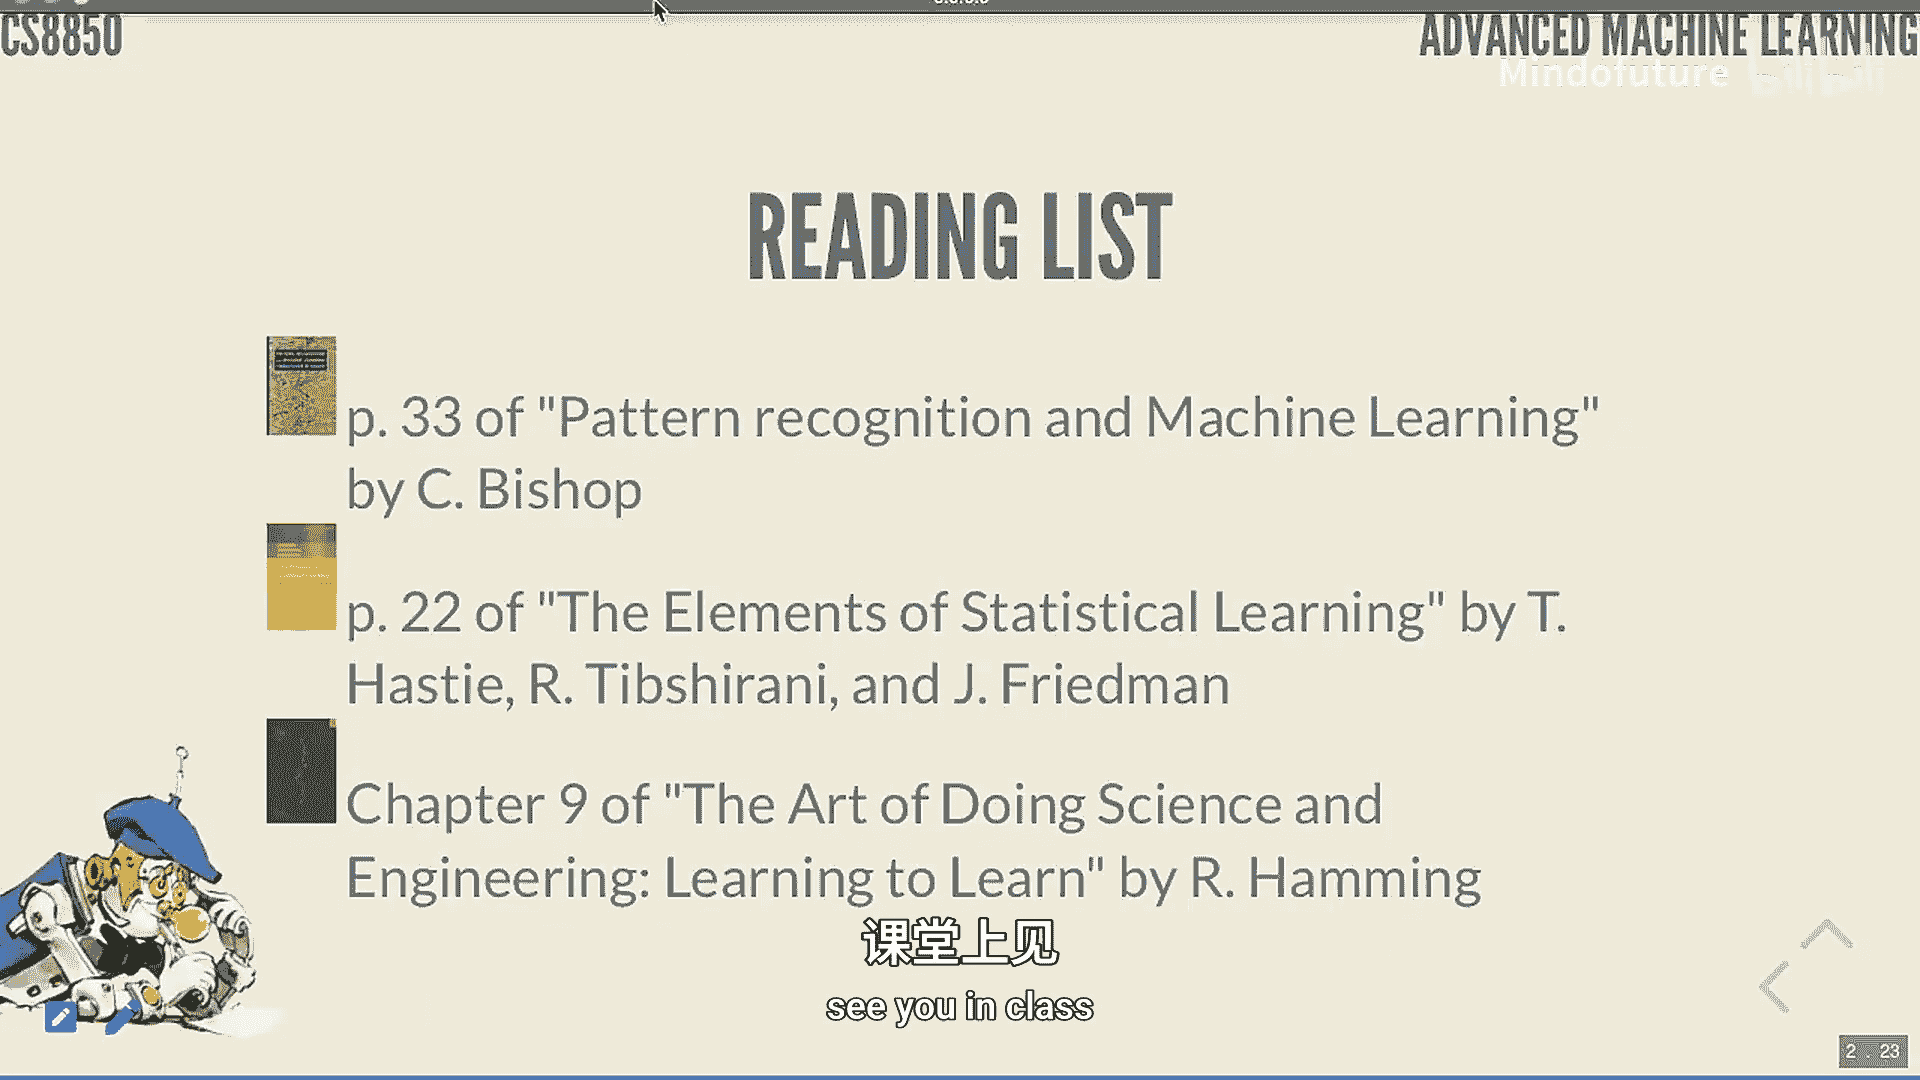 CS8850
ADVANCED MACHINE LEARNING
Mindofuture
READING LIST
p. 33 of "Pattern recognition and Machine Learning"
by C. Bishop
p. 22 of "The Elements of Statistical Learning" by T.
Hastie, R. Tibshirani, and J. Friedman
Chapter 9 of "The Art of Doing Science and
Engineering: Learning to Learn" by R. Hamming
课堂上见
see you in class
2 . 23